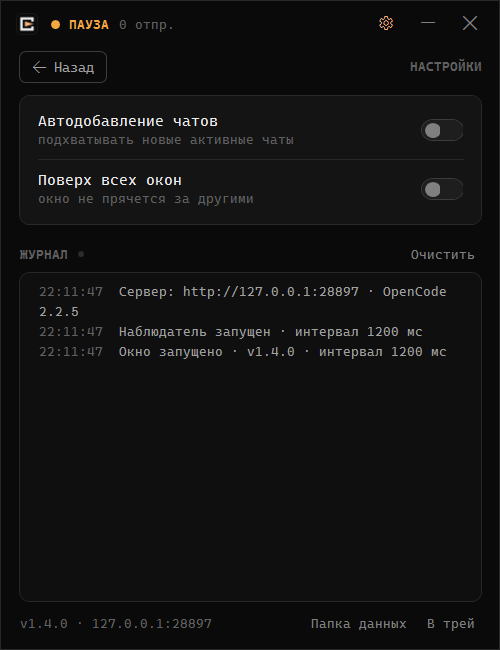 ПАУЗА 0 отпр.
← Назад
НАСТРОЙКИ
Автодобавление чатов
подхватывать новые активные чаты
Поверх всех окон
окно не прячется за другими
ЖУРНАЛ
Очистить
22:11:47 Сервер: http://127.0.0.1:28897 · OpenCode
2.2.5
22:11:47 Наблюдатель запущен · интервал 1200 мс
22:11:47 Окно запущено · v1.4.0 · интервал 1200 мс
v1.4.0 · 127.0.0.1:28897
Папка данных
В трей